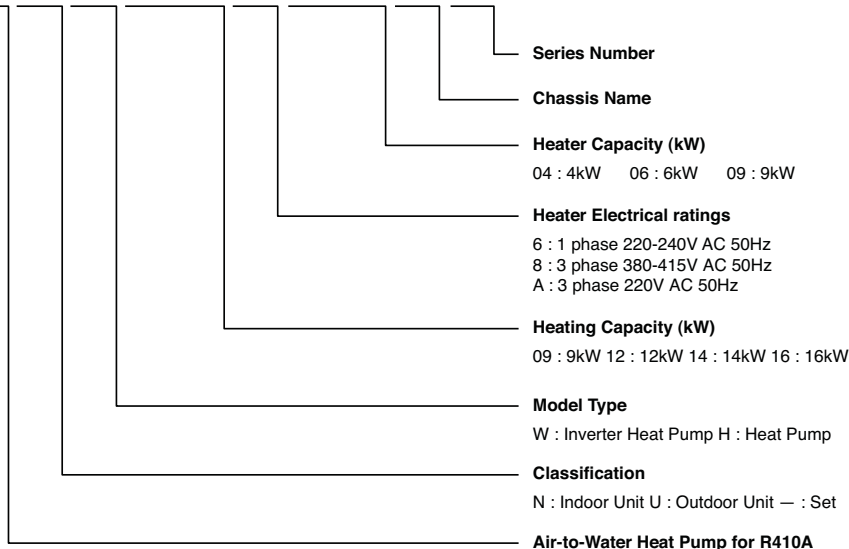 Series Number
Chassis Name
Heater Capacity (kW)
04 : 4kW 06 : 6kW 09 : 9kW
Heater Electrical ratings
6 : 1 phase 220-240V AC 50Hz
8 : 3 phase 380-415V AC 50Hz
A : 3 phase 220V AC 50Hz
Heating Capacity (kW)
09 : 9kW 12 : 12kW 14 : 14kW 16 : 16kW
Model Type
W : Inverter Heat Pump H : Heat Pump
Classification
N : Indoor Unit U : Outdoor Unit — : Set
Air-to-Water Heat Pump for R410A